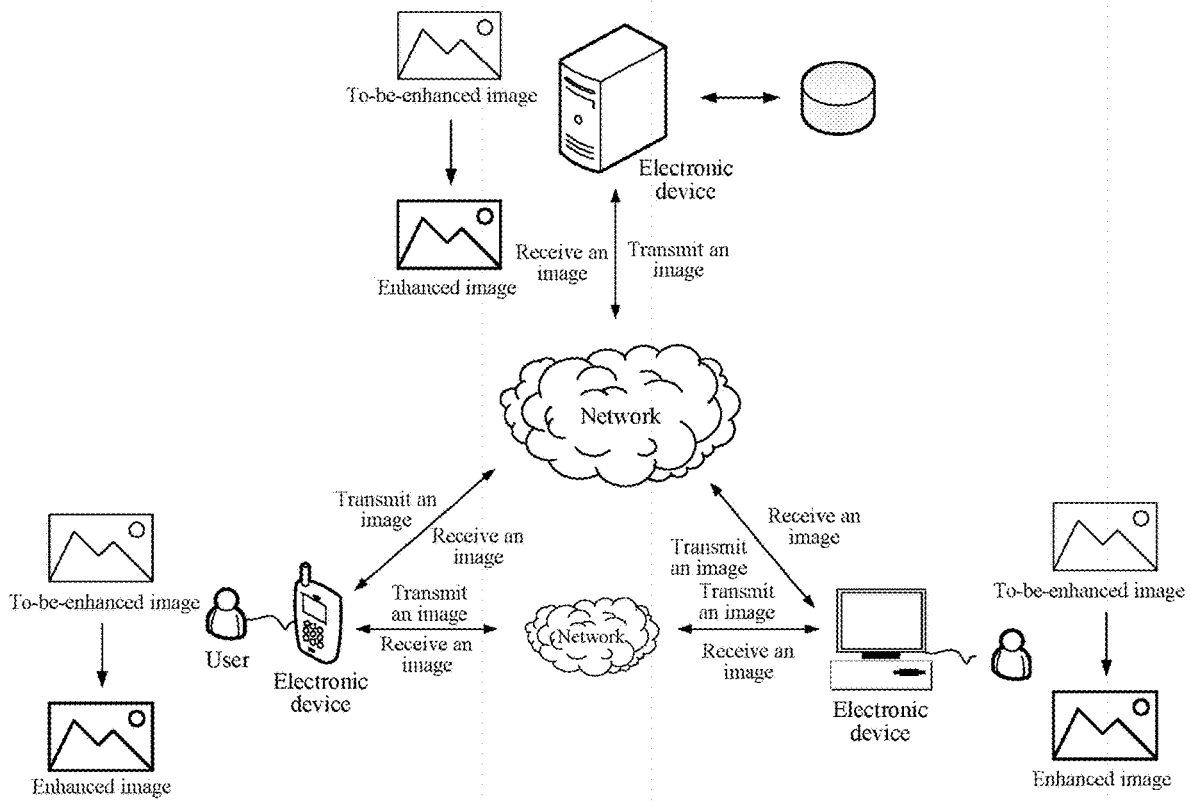 To-be-enhanced image
Electronic
device
Enhanced image
Receive an
image
Transmit an
image
Network
Transmit an
image
Receive an
image
Receive an
image
Transmit
an image
To-be-enhanced image
User
Electronic
device
Enhanced image
Transmit
an image
Receive an
image
Network
Transmit
an image
Receive an
image
Electronic
device
To-be-enhanced image
Enhanced image